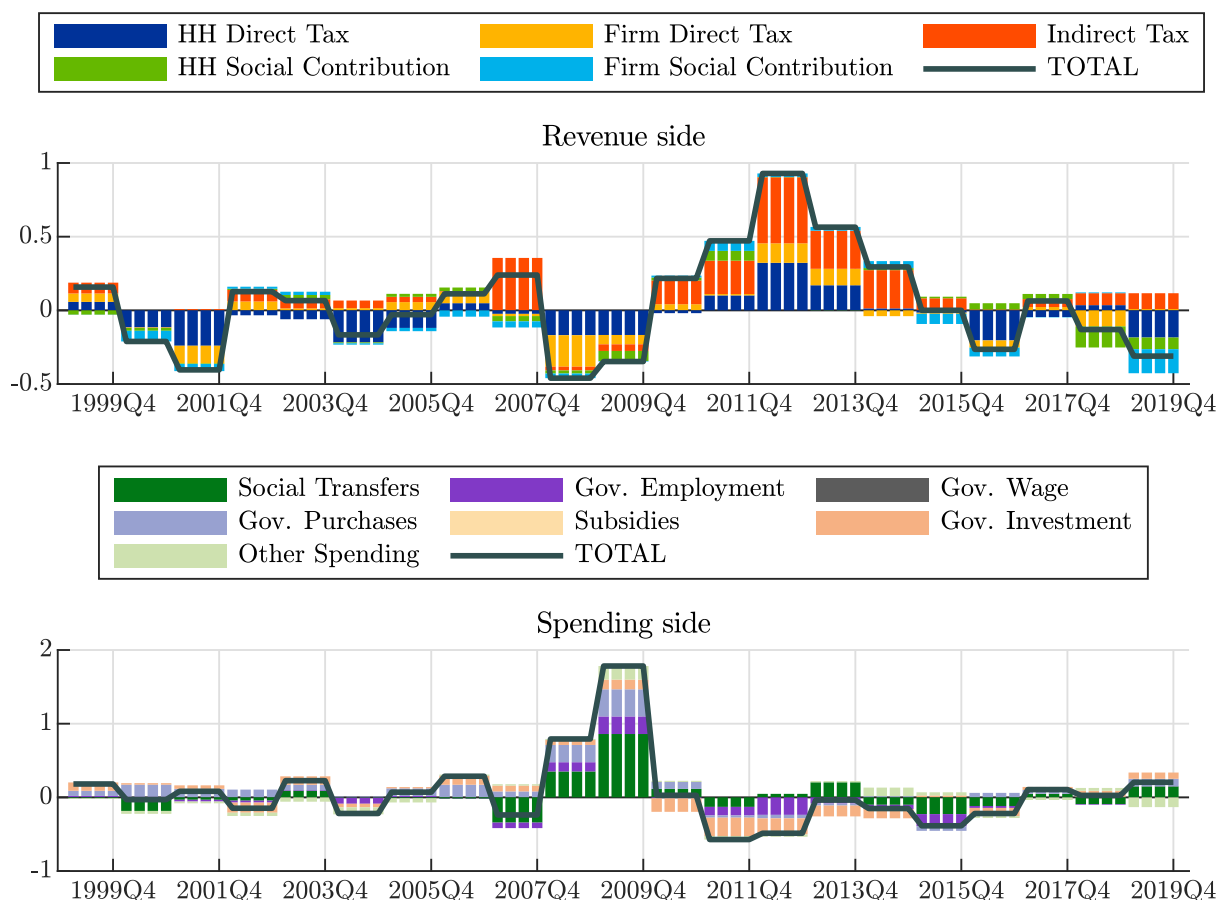 HH Direct Tax Firm Direct Tax Indirect Tax
HH Social Contribution Firm Social Contribution TOTAL
Revenue side
1
0.5
0
-0.5
1999Q4 2001Q4 2003Q4 2005Q4 2007Q4 2009Q4 2011Q4 2013Q4 2015Q4 2017Q4 2019Q4
Social Transfers Gov. Employment Gov. Wage
Gov. Purchases Subsidies Gov. Investment
Other Spending TOTAL
Spending side
2
1
0
-1
1999Q4 2001Q4 2003Q4 2005Q4 2007Q4 2009Q4 2011Q4 2013Q4 2015Q4 2017Q4 2019Q4